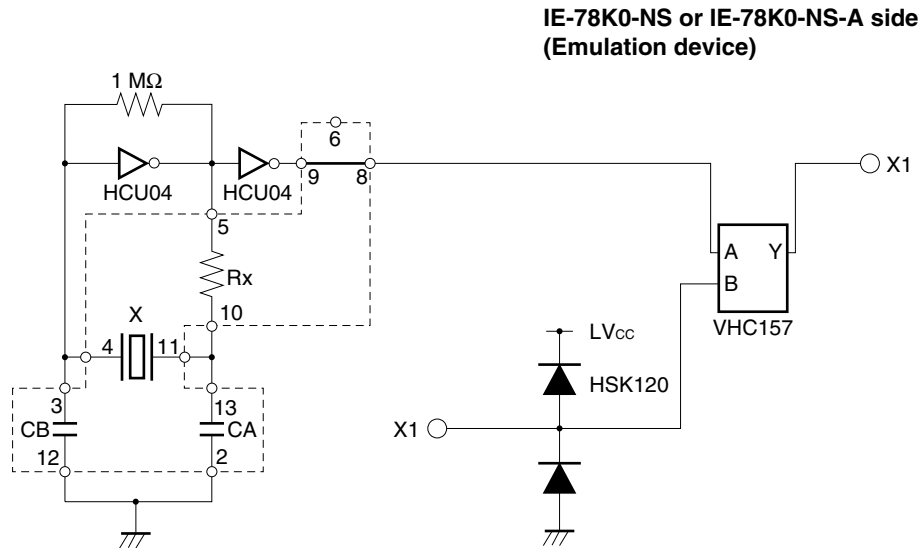 IE-78K0-NS or IE-78K0-NS-A side
(Emulation device)
1 MΩ
6
HCU04
HCU04
9
8
X1
5
A
Y
B
Rx
VHC157
10
X
LVCC
4
11
HSK120
3
13
CB
CA
X1
12
2